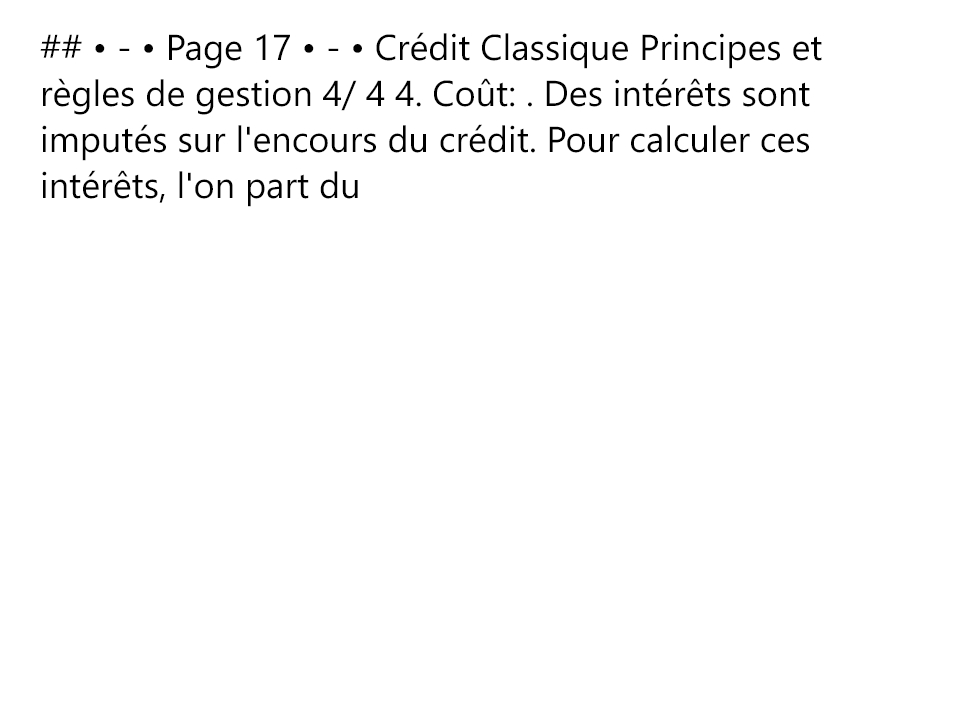 ## • - • Page 17 • - • Crédit Classique Principes et
règles de gestion 4/ 4 4. Coût: . Des intérêts sont
imputés sur l'encours du crédit. Pour calculer ces
intérêts, l'on part du